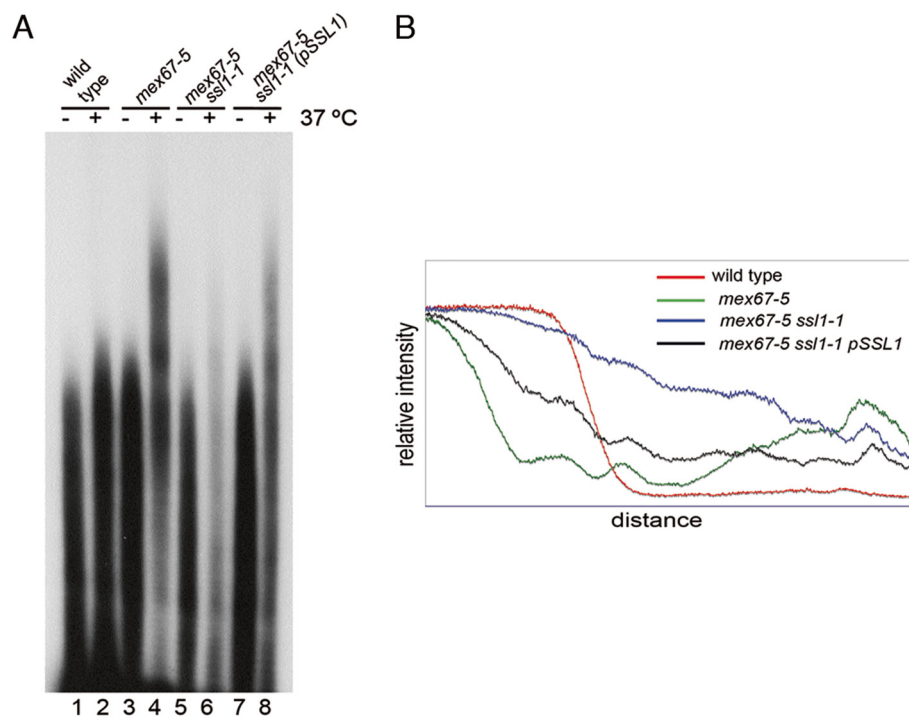 A
B
wild type
mex67-5
mex67-5 ssl1-1
mex67-5 ssl1-1 (pSSL1)
- + - + - + - + 37 ºC
1 2 3 4 5 6 7 8
wild type
mex67-5
mex67-5 ssl1-1
mex67-5 ssl1-1 pSSL1
relative intensity
distance